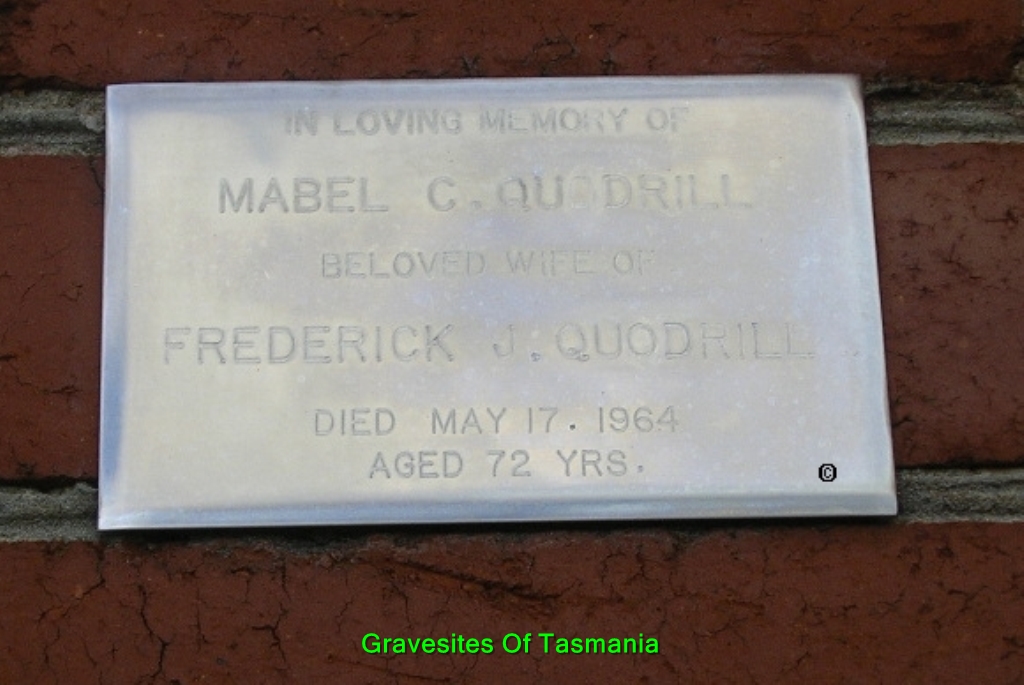 IN LOVING MEMORY OF
MABEL C. QUODRILL
BELOVED WIFE OF
FREDERICK J. QUODRILL
DIED MAY 17. 1964
AGED 72 YRS.
©
Gravesites Of Tasmania